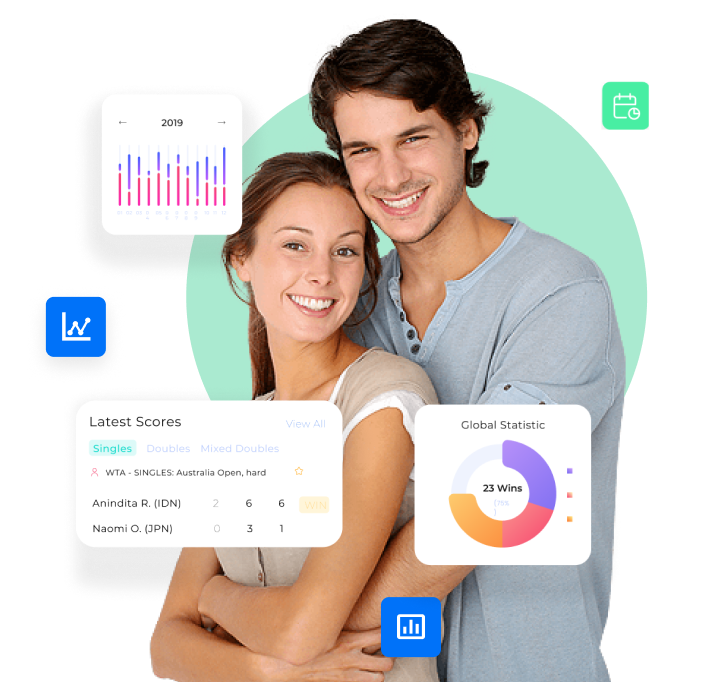 ← 2019 →
Latest Scores View All
Singles Doubles Mixed Doubles
WTA - SINGLES: Australia Open, hard
Anindita R. (IDN) 2 6 6 WIN
Naomi O. (JPN) 0 3 1
Global Statistic
23 Wins